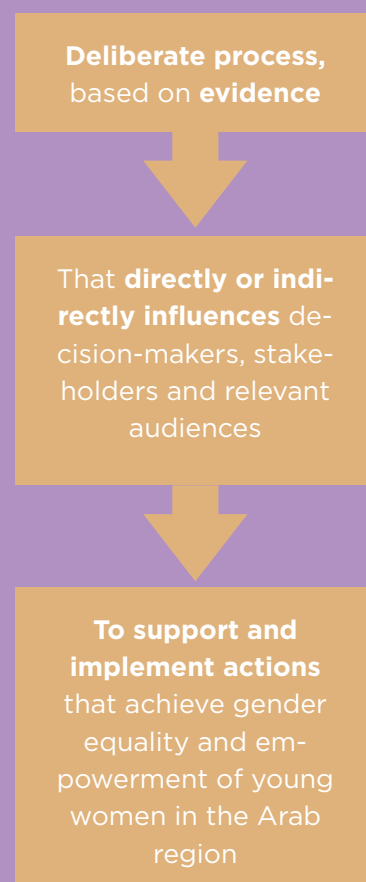 Deliberate process,
based on evidence
That directly or indi-
rectly influences de-
cision-makers, stake-
holders and relevant
audiences
To support and
implement actions
that achieve gender
equality and em-
powerment of young
women in the Arab
region